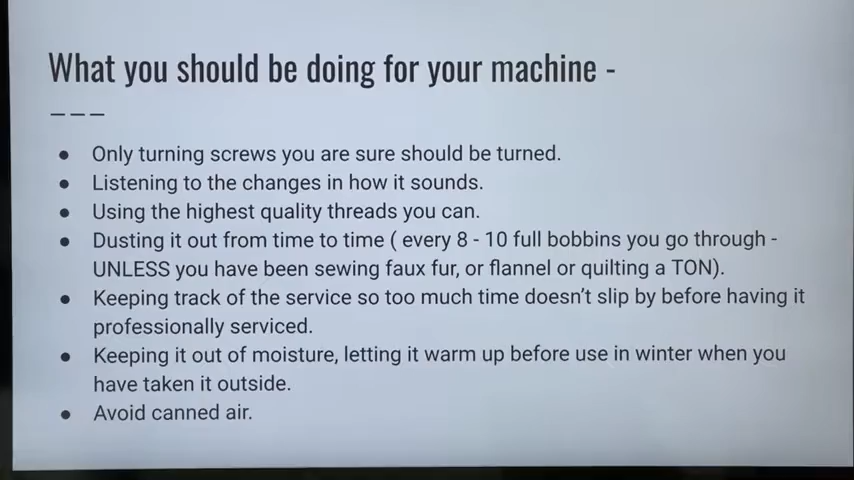 What you should be doing for your machine -
———
● Only turning screws you are sure should be turned.
● Listening to the changes in how it sounds.
● Using the highest quality threads you can.
● Dusting it out from time to time ( every 8 - 10 full bobbins you go through -
UNLESS you have been sewing faux fur, or flannel or quilting a TON).
● Keeping track of the service so too much time doesn't slip by before having it
professionally serviced.
● Keeping it out of moisture, letting it warm up before use in winter when you
have taken it outside.
● Avoid canned air.